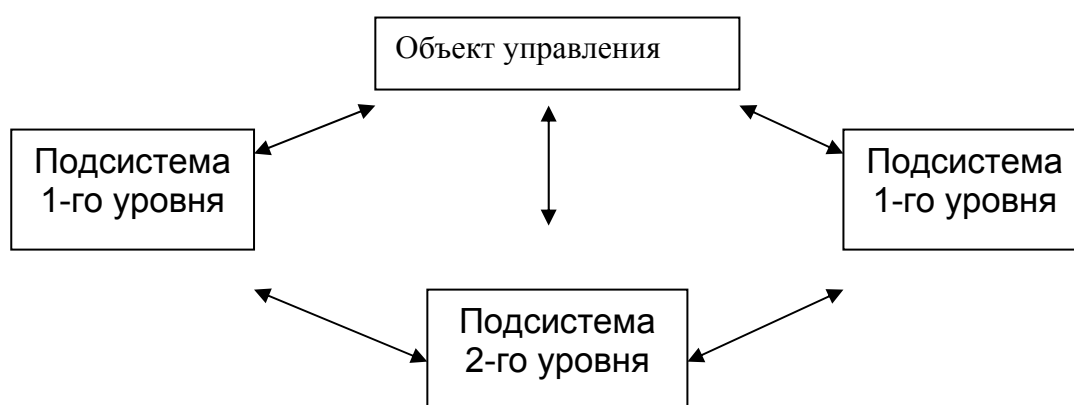 Объект управления
Подсистема
1-го уровня
Подсистема
1-го уровня
Подсистема
2-го уровня